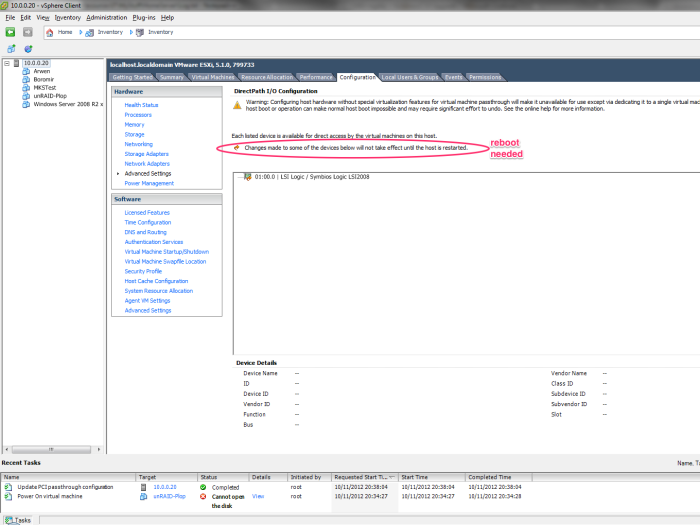 10.0.0.20 - vSphere Client
File Edit View Inventory Administration Plug-ins Help
Home Inventory Inventory
10.0.0.20
Arwen
Boromir
MKSTest
unRAID-Plop
Windows Server 2008 R2 x
localhost.localdomain VMware ESXi, 5.1.0, 799733
Getting Started Summary Virtual Machines Resource Allocation Performance Configuration Local Users & Groups Events Permissions
Hardware
Health Status
Processors
Memory
Storage
Networking
Storage Adapters
Network Adapters
Advanced Settings
Power Management
Software
Licensed Features
Time Configuration
DNS and Routing
Authentication Services
Virtual Machine Startup/Shutdown
Virtual Machine Swapfile Location
Security Profile
Host Cache Configuration
System Resource Allocation
Agent VM Settings
Advanced Settings
DirectPath I/O Configuration
Warning: Configuring host hardware without special virtualization features for virtual machine passthrough will make it unavailable for use except via dedicating it to a single virtual mac
host boot or operation can make normal host boot impossible and may require significant effort to undo. See the online help for more information.
Each listed device is available for direct access by the virtual machines on this host.
Changes made to some of the devices below will not take effect until the host is restarted.
reboot
needed
01:00.0 | LSI Logic / Symbios Logic LSI2008
Device Details
Device Name -- Vendor Name --
ID -- Class ID --
Device ID -- Subdevice ID --
Vendor ID -- Subvendor ID --
Function -- Slot --
Bus --
Recent Tasks
Name, Ta
Name Target Status Details Initiated by Requested Start Ti... Start Time Completed Time
Update PCI passthrough configuration 10.0.0.20 Completed root 10/11/2012 20:38:04 10/11/2012 20:38:04 10/11/2012 20:38:04
Power On virtual machine unRAID-Plop Cannot open the disk View root 10/11/2012 20:34:27 10/11/2012 20:34:27 10/11/2012 20:34:28
Tasks